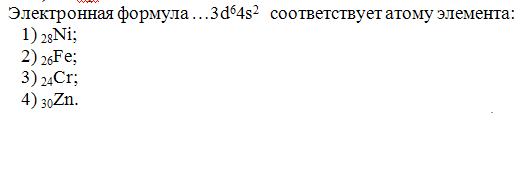 Электронная формула …3d⁶4s² соответствует атому элемента:
1) ₂₈Ni;
2) ₂₆Fe;
3) ₂₄Cr;
4) ₃₀Zn.